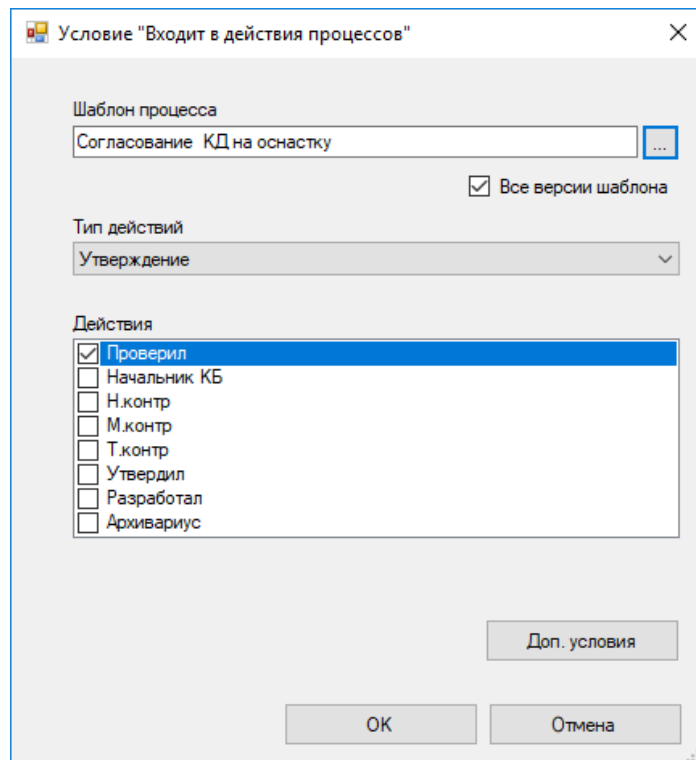 Условие "Входит в действия процессов"
Шаблон процесса
Согласование  КД на оснастку
...
Все версии шаблона
Тип действий
Утверждение
Действия
Проверил
Начальник КБ
Н.контр
М.контр
Т.контр
Утвердил
Разработал
Архивариус
Доп. условия
OK
Отмена